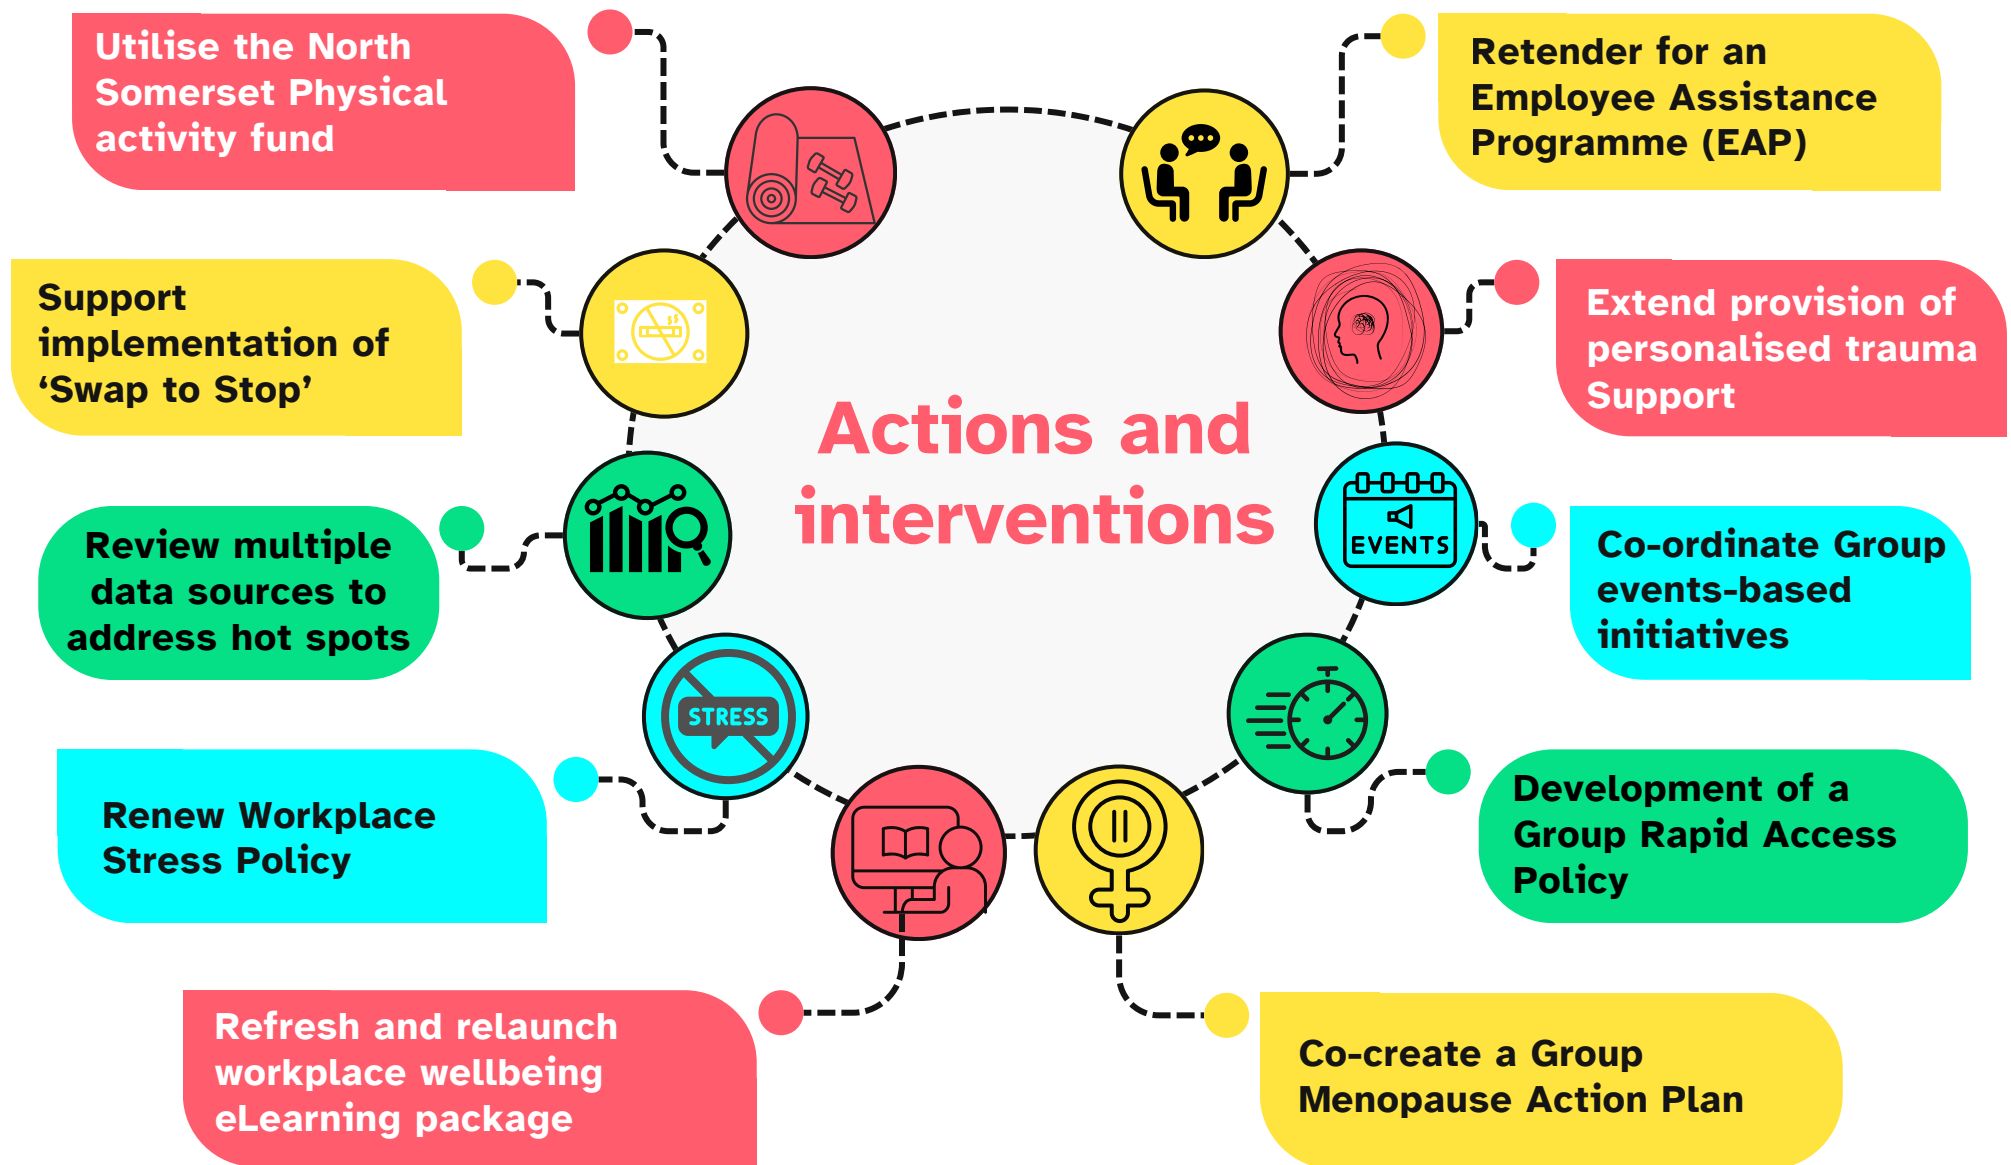 Utilise the North
Somerset Physical
activity fund
Retender for an
Employee Assistance
Programme (EAP)
Support
implementation of
‘Swap to Stop’
Extend provision of
personalised trauma
Support
Actions and
interventions
Review multiple
data sources to
address hot spots
EVENTS
Co-ordinate Group
events-based
initiatives
STRESS
Renew Workplace
Stress Policy
Development of a
Group Rapid Access
Policy
Refresh and relaunch
workplace wellbeing
eLearning package
Co-create a Group
Menopause Action Plan